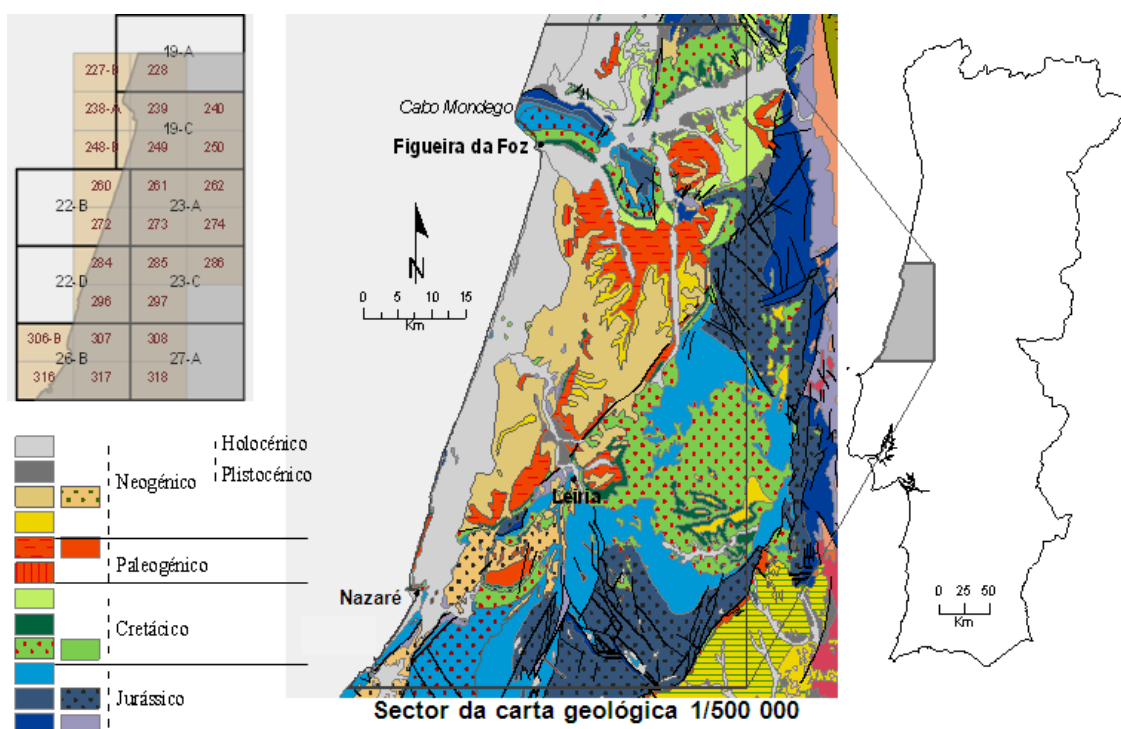 19-A
227-B 228
238-A 239 240
19-C
248-B 249 250
260 261 262
22-B 23-A
272 273 274
284 285 286
22-D 23-C
296 297
306-B 307 308
26-B 27-A
316 317 318
Holocénico
Neogénico
Plistocénico
Paleogénico
Cretácico
Jurássico
Cabo Mondego
Figueira da Foz
N
0 5 10 15
Km
Leiria
Nazaré
Sector da carta geológica 1/500 000
0 25 50
Km